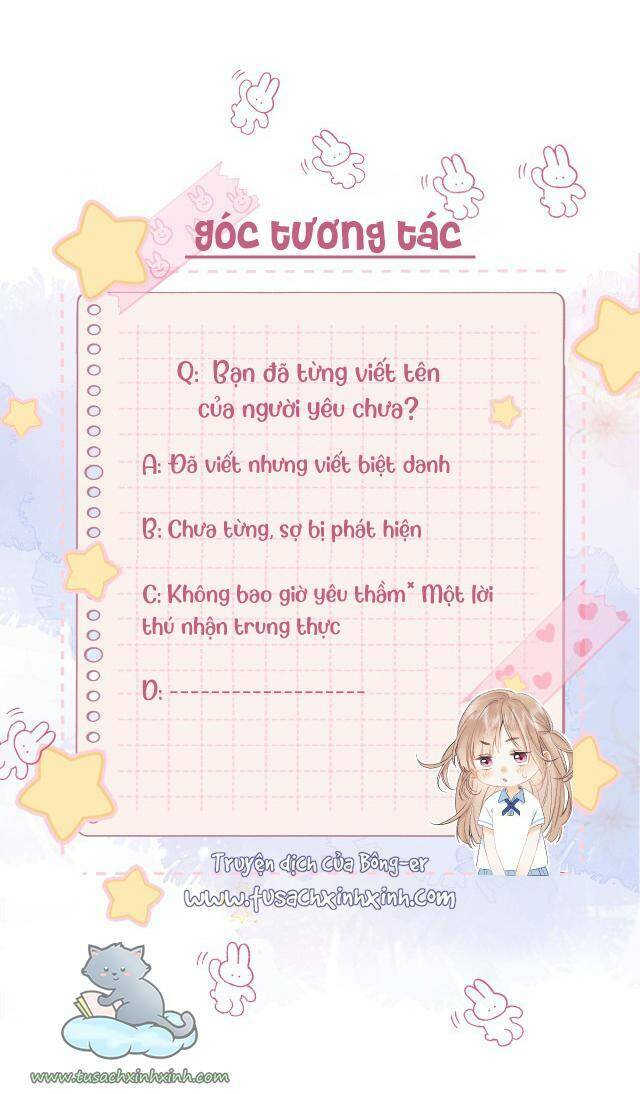 góc tương tác
Q: Bạn đã từng viết tên
của người yêu chưa?
A: Đã viết nhưng viết biệt danh
B: Chưa từng, sợ bị phát hiện
C: Không bao giờ yêu thầm* Một lời
thú nhận trung thực
D: -------------------
Truyện dịch của Bông-er
www.tusachxinhxinh.com
www.tusachxinhxinh.com